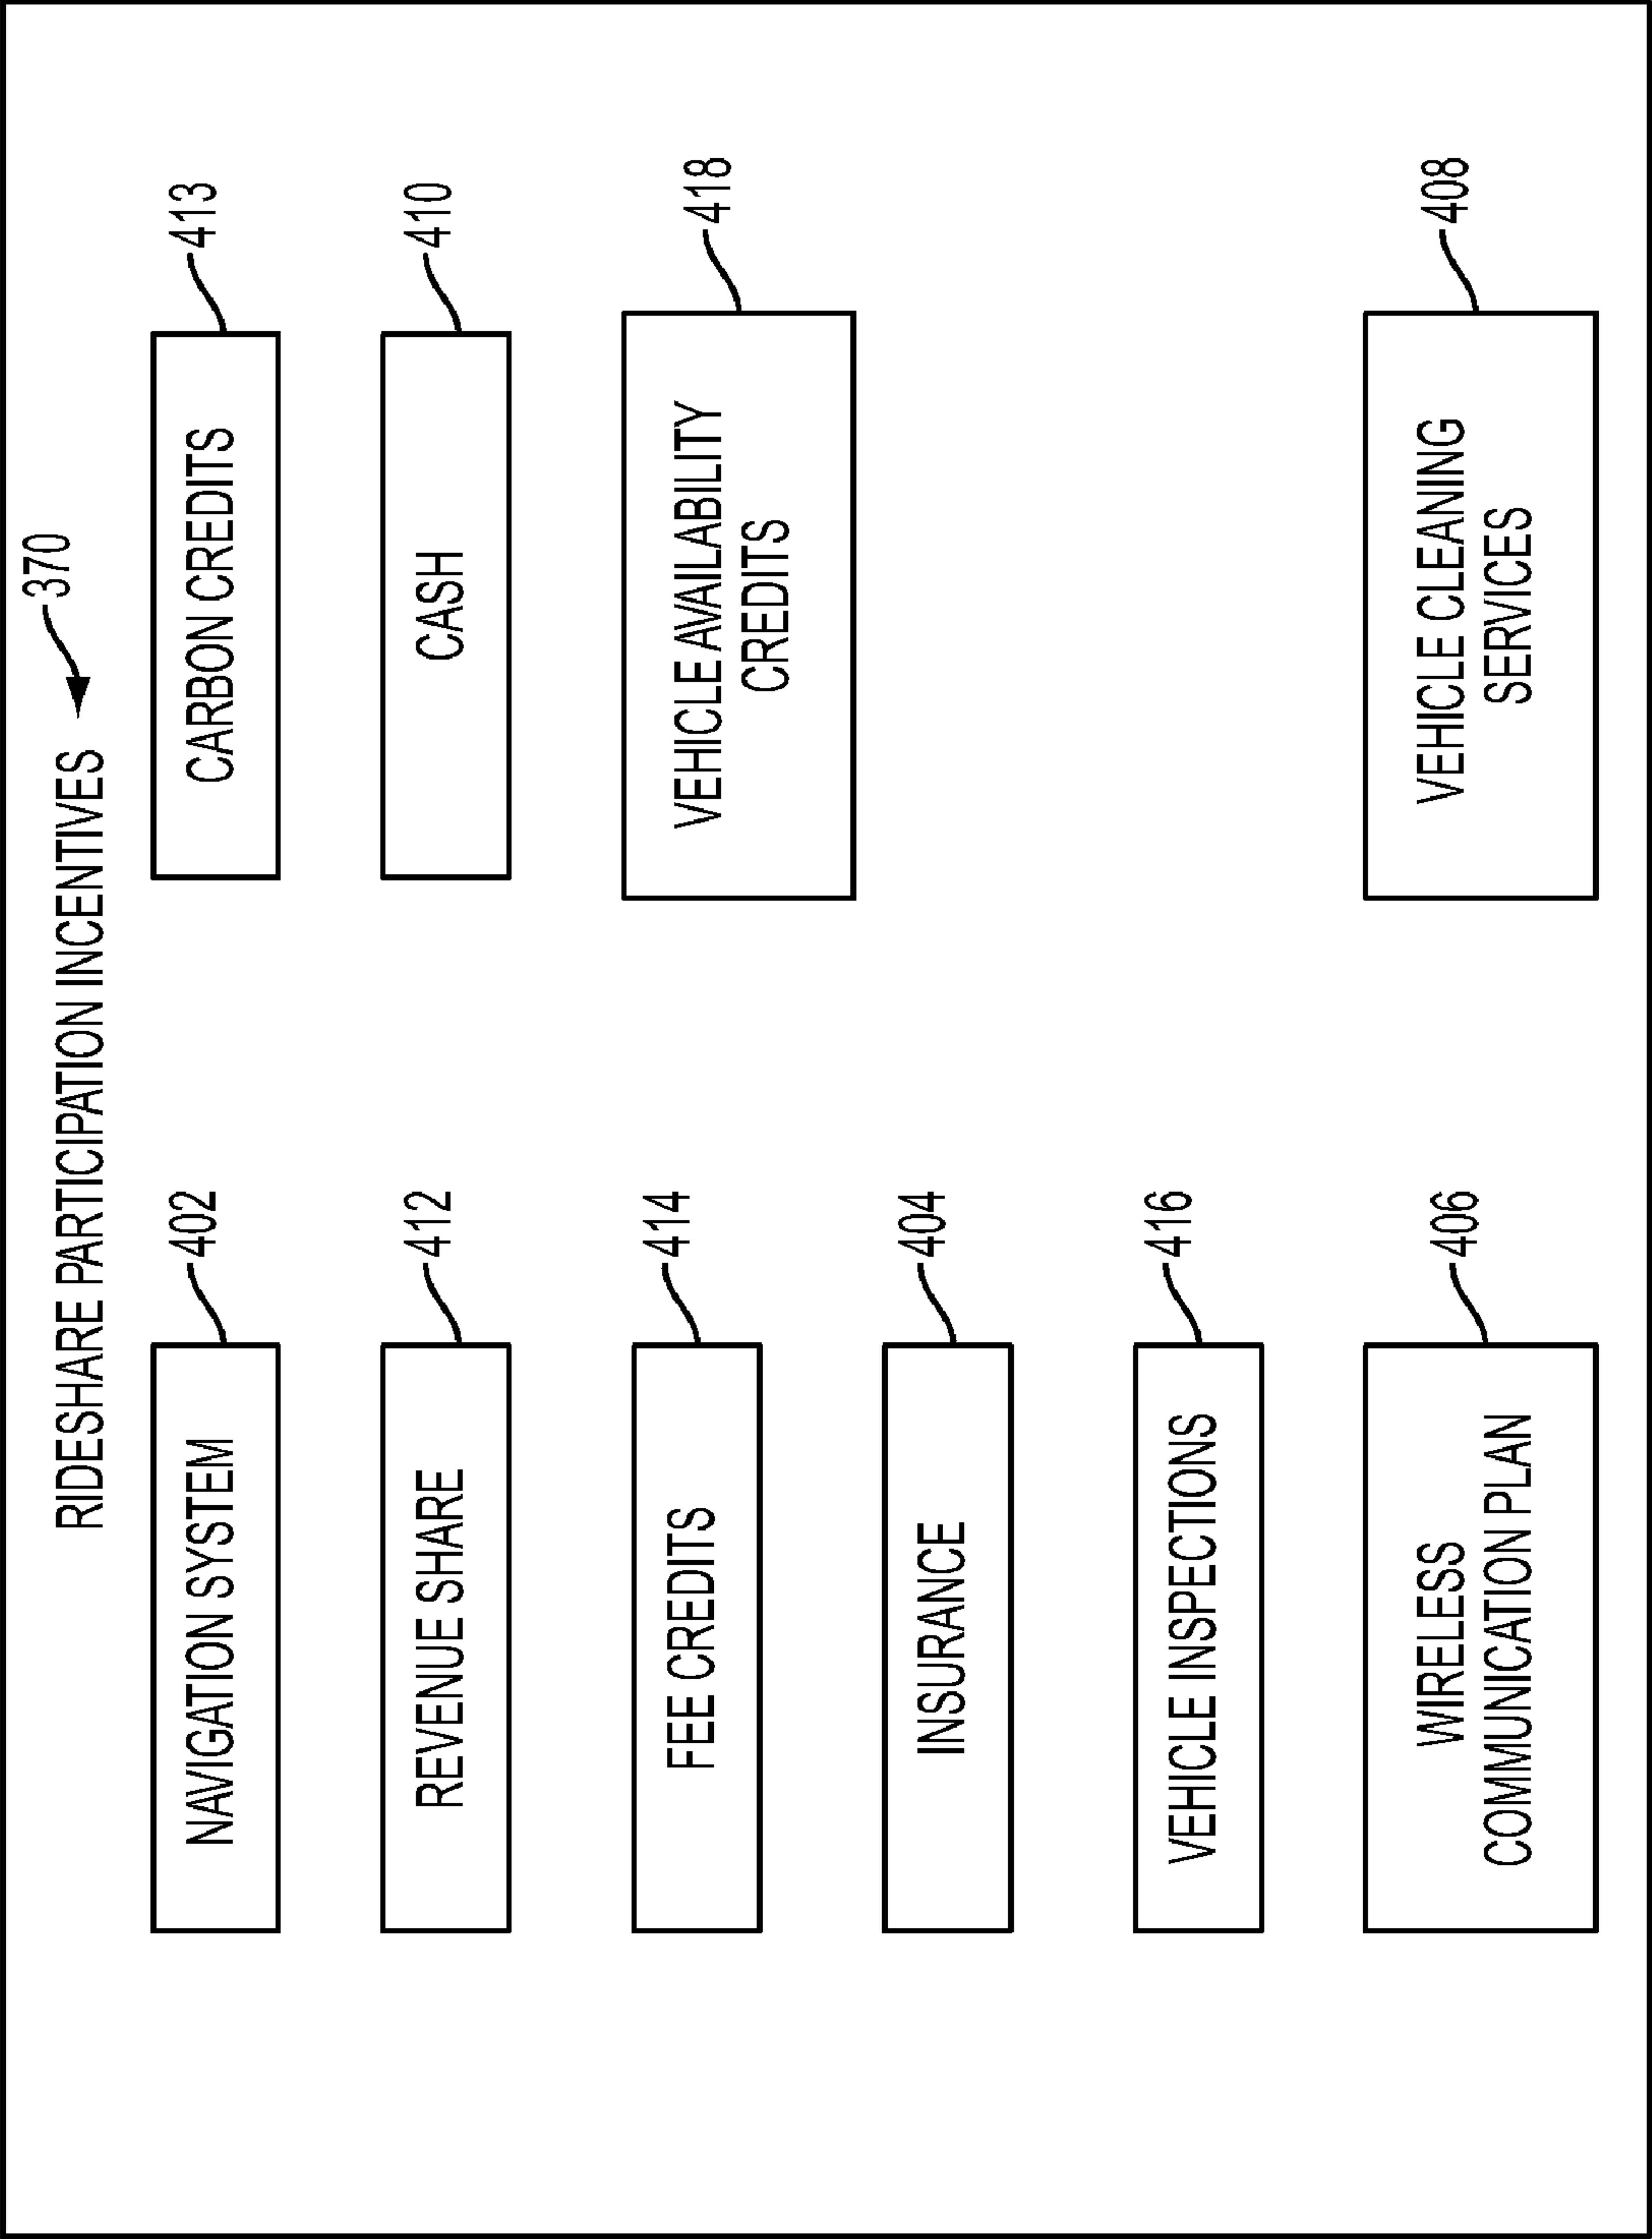 RIDESHARE PARTICIPATION INCENTIVES
370
NAVIGATION SYSTEM
402
CARBON CREDITS
413
REVENUE SHARE
412
CASH
410
FEE CREDITS
414
VEHICLE AVAILABILITY
CREDITS
418
INSURANCE
404
VEHICLE INSPECTIONS
416
WIRELESS
COMMUNICATION PLAN
406
VEHICLE CLEANING
SERVICES
408